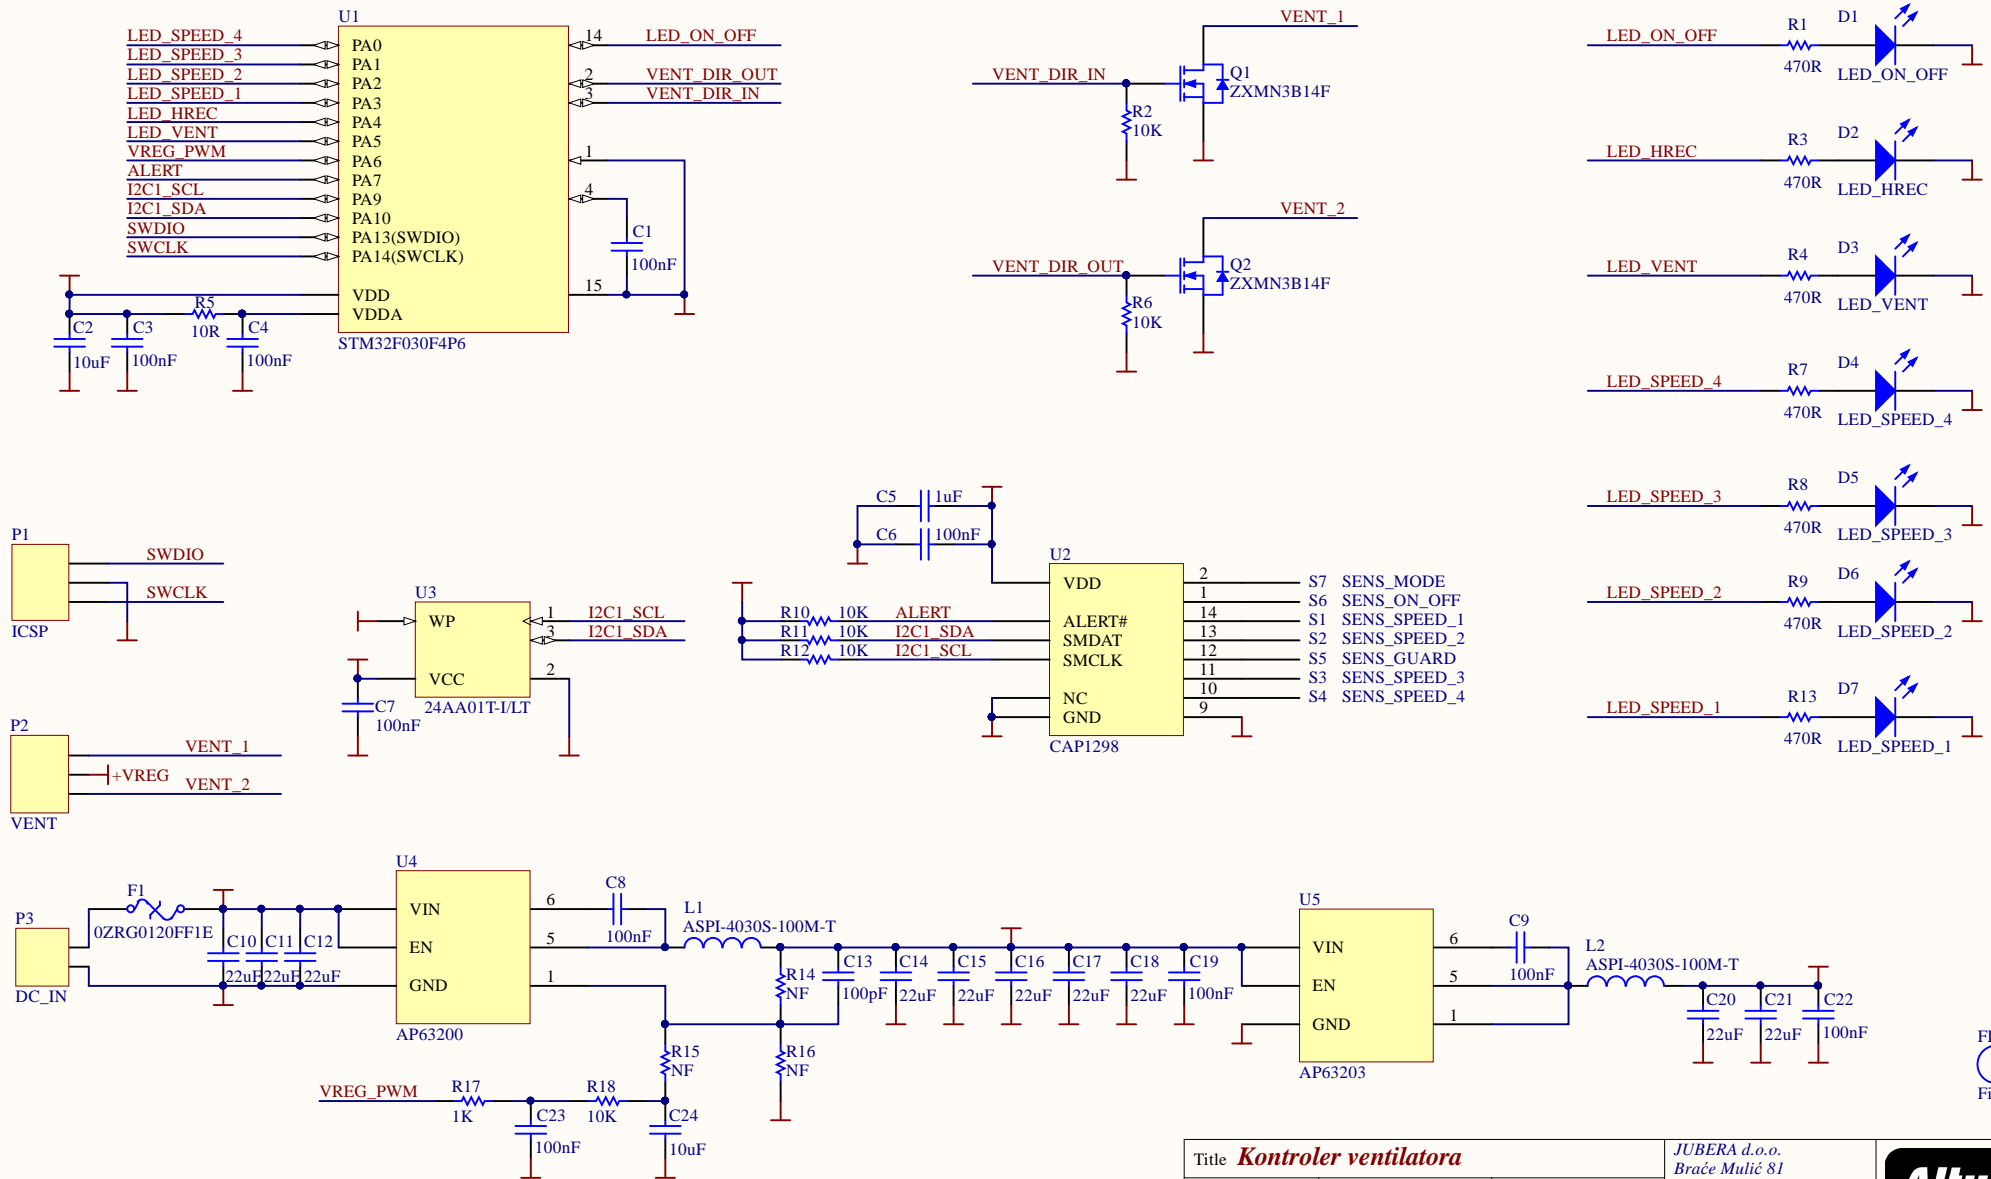 U1
LED_SPEED_4
LED_SPEED_3
LED_SPEED_2
LED_SPEED_1
LED_HREC
LED_VENT
VREG_PWM
ALERT
I2C1_SCL
I2C1_SDA
SWDIO
SWCLK
PA0
PA1
PA2
PA3
PA4
PA5
PA6
PA7
PA9
PA10
PA13(SWDIO)
PA14(SWCLK)
VDD
VDDA
14 LED_ON_OFF
2 VENT_DIR_OUT
3 VENT_DIR_IN
1
4
15
C1
100nF
STM32F030F4P6
R5
10R
C2
10uF
C3
100nF
C4
100nF
VENT_1
VENT_DIR_IN
Q1
ZXMN3B14F
R2
10K
VENT_2
VENT_DIR_OUT
Q2
ZXMN3B14F
R6
10K
LED_ON_OFF
R1
470R
D1
LED_ON_OFF
LED_HREC
R3
470R
D2
LED_HREC
LED_VENT
R4
470R
D3
LED_VENT
LED_SPEED_4
R7
470R
D4
LED_SPEED_4
LED_SPEED_3
R8
470R
D5
LED_SPEED_3
LED_SPEED_2
R9
470R
D6
LED_SPEED_2
LED_SPEED_1
R13
470R
D7
LED_SPEED_1
P1
SWDIO
SWCLK
ICSP
P2
VENT_1
+VREG
VENT_2
VENT
U3
WP
VCC
1 I2C1_SCL
3 I2C1_SDA
2
24AA01T-I/LT
C7
100nF
C5 1uF
C6 100nF
R10 10K ALERT
R11 10K I2C1_SDA
R12 10K I2C1_SCL
U2
VDD
ALERT#
SMDAT
SMCLK
NC
GND
CAP1298
2 S7 SENS_MODE
1 S6 SENS_ON_OFF
14 S1 SENS_SPEED_1
13 S2 SENS_SPEED_2
12 S5 SENS_GUARD
11 S3 SENS_SPEED_3
10 S4 SENS_SPEED_4
9
P3
DC_IN
F1
0ZRG0120FF1E
C10
22uF
C11
22uF
C12
22uF
U4
VIN
EN
GND
6
5
1
AP63200
C8
100nF
L1
ASPI-4030S-100M-T
R14
NF
C13
100pF
C14
22uF
C15
22uF
C16
22uF
C17
22uF
C18
22uF
C19
100nF
R15
NF
R16
NF
VREG_PWM
R17
1K
C23
100nF
R18
10K
C24
10uF
U5
VIN
EN
GND
6
5
1
AP63203
C9
100nF
L2
ASPI-4030S-100M-T
C20
22uF
C21
22uF
C22
100nF
Title Kontroler ventilatora
JUBERA d.o.o.
Braće Mulić 81